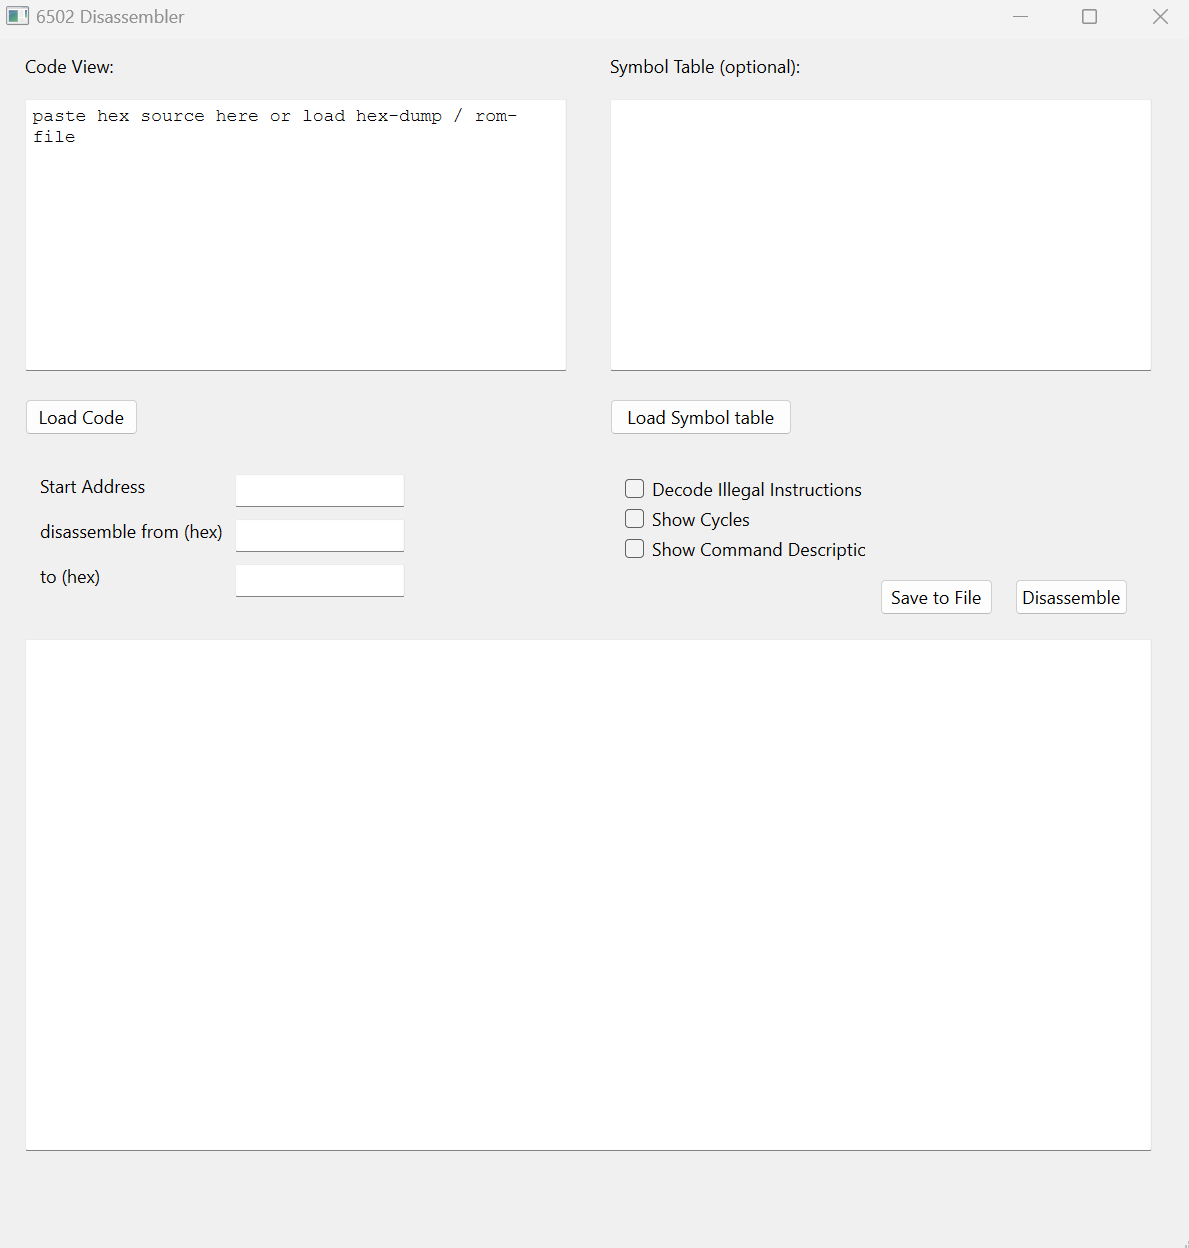 6502 Disassembler
Code View:
Symbol Table (optional):
paste hex source here or load hex-dump / rom-
file
Load Code
Load Symbol table
Start Address
disassemble from (hex)
to (hex)
Decode Illegal Instructions
Show Cycles
Show Command Descriptic
Save to File
Disassemble